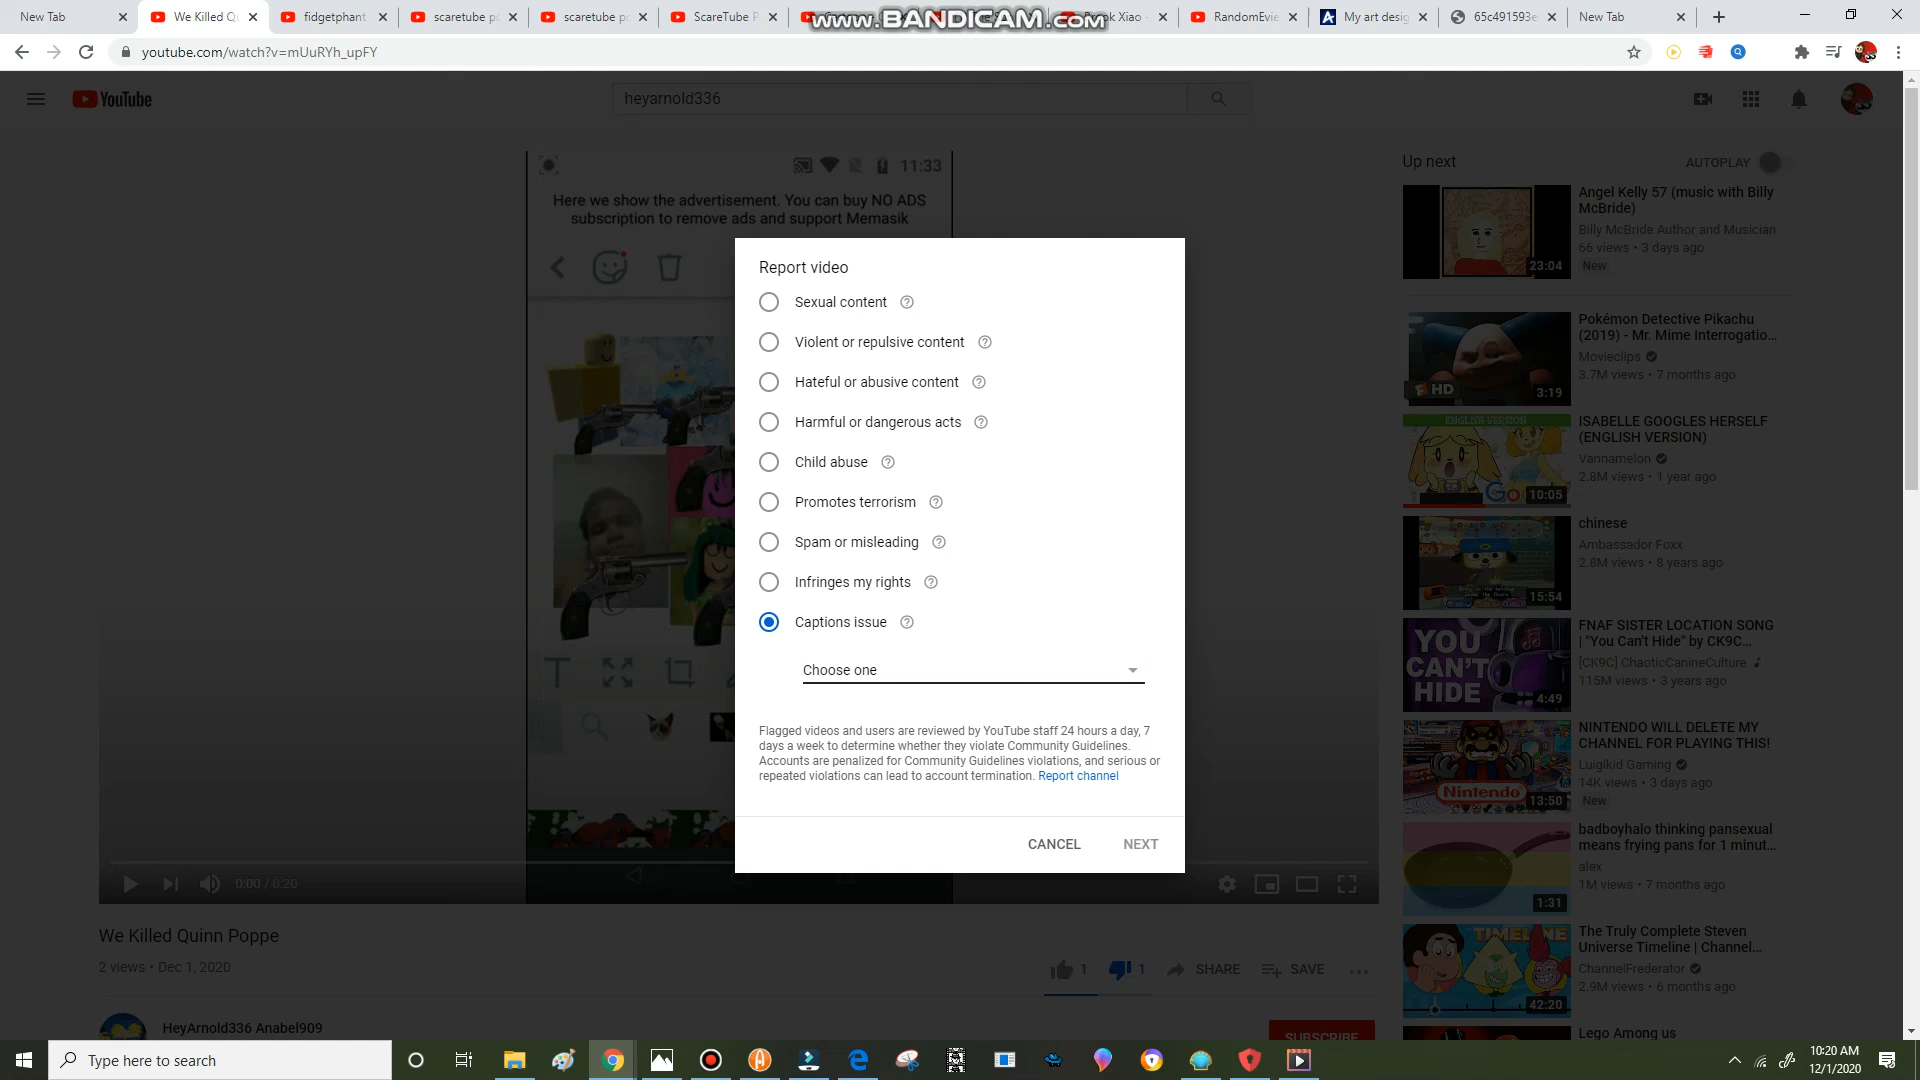 New Tab
We Killed Qu
fidgetphant
scaretube po
scaretube po
ScareTube P
www.BANDICAM.com
k Xiao
RandomEvie
My art desig
65c491593e
New Tab
youtube.com/watch?v=mUuRYh_upFY
YouTube
heyarnold336
11:33
Here we show the advertisement. You can buy NO ADS
subscription to remove ads and support Memasik
Report video
Sexual content
Violent or repulsive content
Hateful or abusive content
Harmful or dangerous acts
Child abuse
Promotes terrorism
Spam or misleading
Infringes my rights
Captions issue
Choose one
Flagged videos and users are reviewed by YouTube staff 24 hours a day, 7
days a week to determine whether they violate Community Guidelines.
Accounts are penalized for Community Guidelines violations, and serious or
repeated violations can lead to account termination. Report channel
CANCEL
NEXT
0:00 / 0:20
We Killed Quinn Poppe
2 views • Dec 1, 2020
1
1
SHARE
SAVE
HeyArnold336 Anabel909
SUBSCRIBE
Up next
AUTOPLAY
Angel Kelly 57 (music with Billy
McBride)
Billy McBride Author and Musician
66 views • 3 days ago
New
23:04
Pokémon Detective Pikachu
(2019) - Mr. Mime Interrogatio...
Movieclips
3.7M views • 7 months ago
HD
3:19
ENGLISH VERSION
ISABELLE GOOGLES HERSELF
(ENGLISH VERSION)
Vannamelon
2.8M views • 1 year ago
Go
10:05
chinese
Ambassador Foxx
2.8M views • 8 years ago
15:54
YOU
CAN'T
HIDE
FNAF SISTER LOCATION SONG
| "You Can't Hide" by CK9C...
[CK9C] ChaoticCanineCulture
115M views • 3 years ago
4:49
NINTENDO WILL DELETE MY
CHANNEL FOR PLAYING THIS!
Luigikid Gaming
14K views • 3 days ago
New
Nintendo
13:50
badboyhalo thinking pansexual
means frying pans for 1 minut...
alex
1M views • 7 months ago
1:31
TIMELINE
The Truly Complete Steven
Universe Timeline | Channel...
ChannelFrederator
2.9M views • 6 months ago
42:20
Lego Among us
Type here to search
10:20 AM
12/1/2020